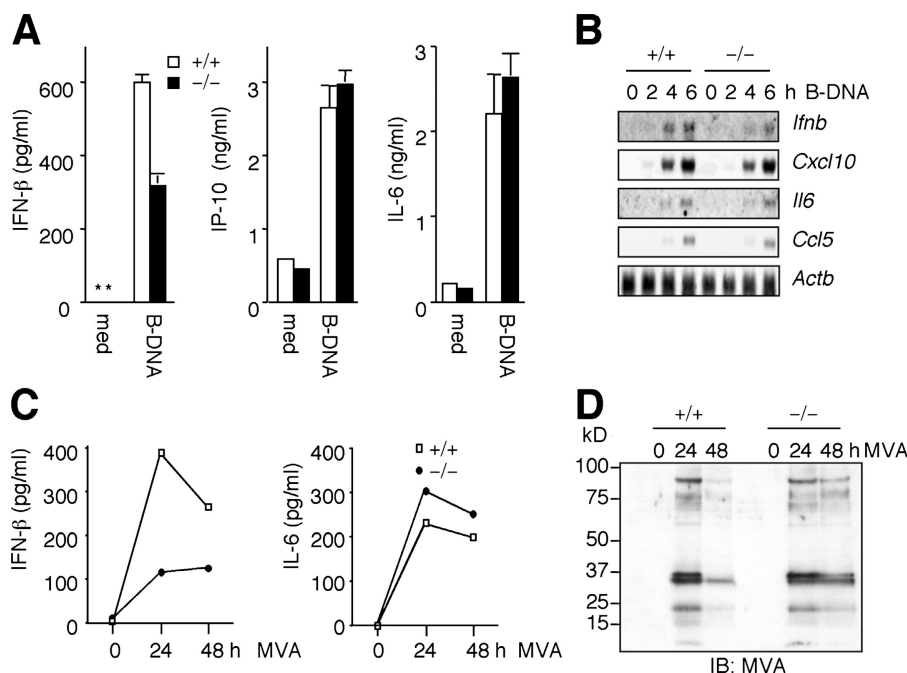 A
IFN-β (pg/ml)
600
400
200
0
* *
med
B-DNA
+/+
−/−
IP-10 (ng/ml)
3
2
1
0
med
B-DNA
IL-6 (ng/ml)
3
2
1
0
med
B-DNA
B
+/+ −/−
0 2 4 6 0 2 4 6 h B-DNA
Ifnb
Cxcl10
Il6
Ccl5
Actb
C
IFN-β (pg/ml)
400
300
200
100
0
0 24 48 h MVA
IL-6 (pg/ml)
400
300
200
100
0
+/+
−/−
0 24 48 h MVA
D
+/+ −/−
kD
0 24 48 0 24 48 h MVA
100
75
50
37
25
15
IB: MVA